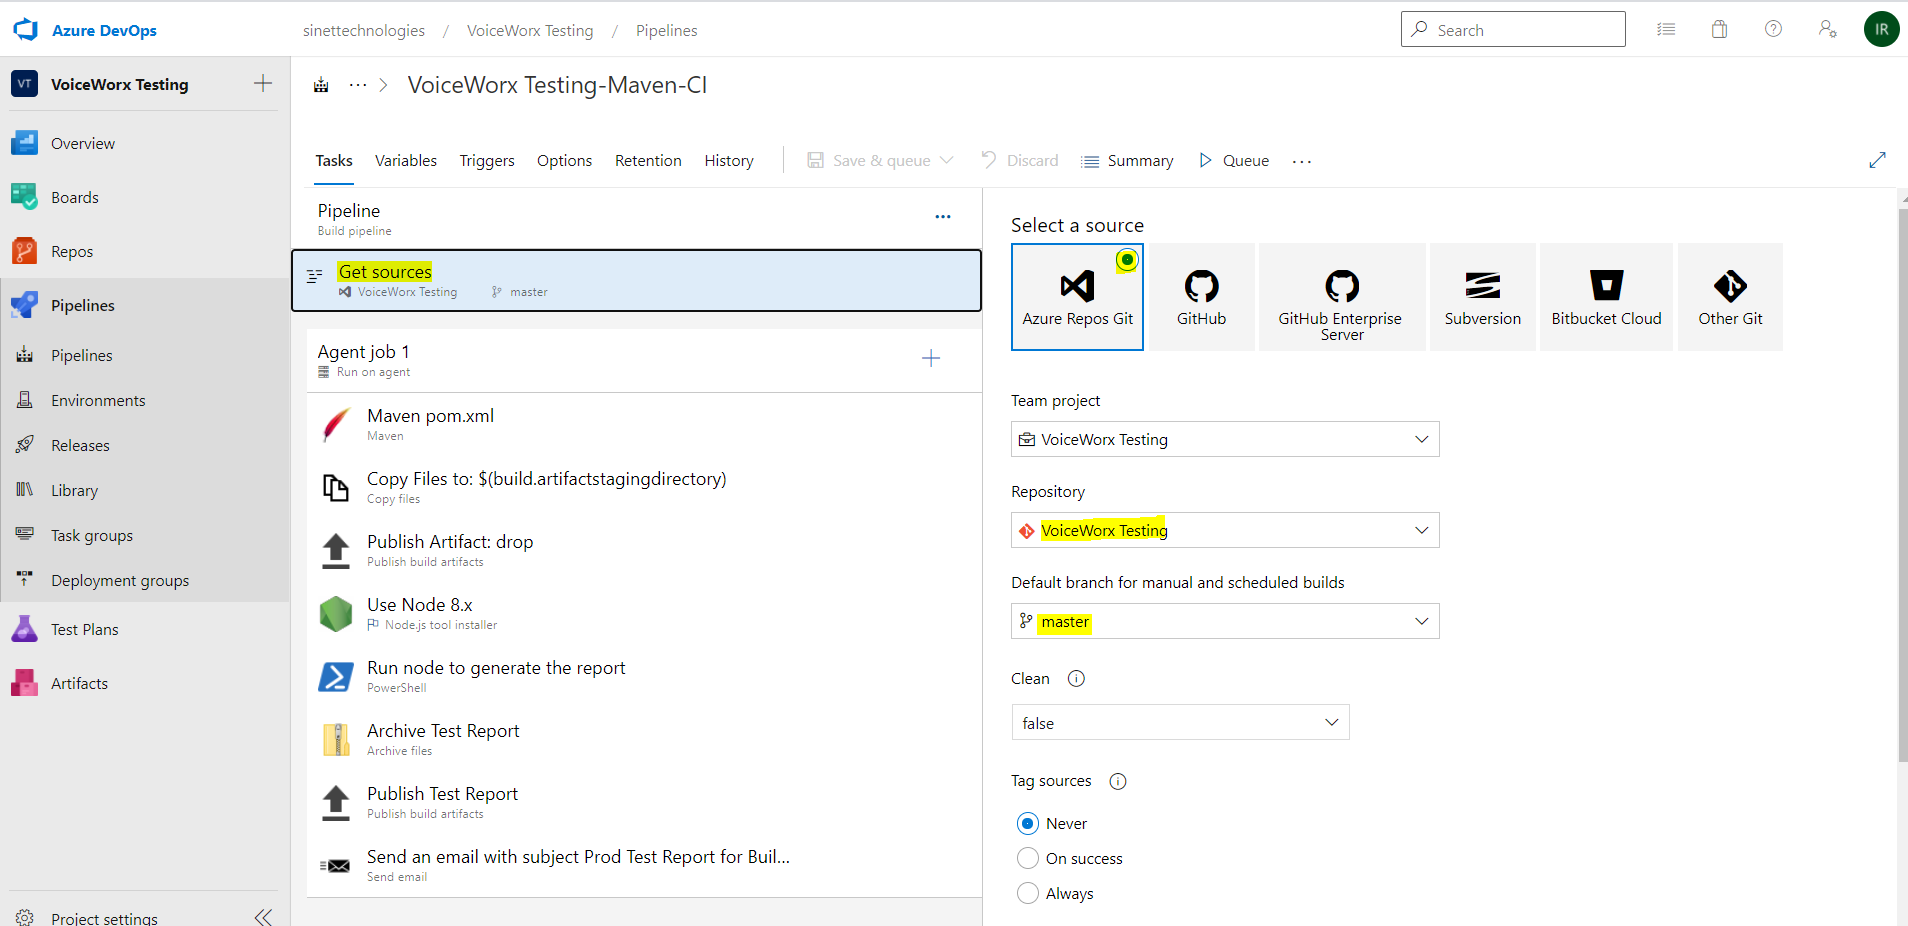 Azure DevOps
sinettechnologies / VoiceWorx Testing / Pipelines
Search
IR
VT
VoiceWorx Testing
Overview
Boards
Repos
Pipelines
Pipelines
Environments
Releases
Library
Task groups
Deployment groups
Test Plans
Artifacts
Project settings
··· > VoiceWorx Testing-Maven-CI
Tasks Variables Triggers Options Retention History Save & queue Discard Summary Queue ···
Pipeline
Build pipeline
Get sources
VoiceWorx Testing master
Agent job 1
Run on agent
Maven pom.xml
Maven
Copy Files to: $(build.artifactstagingdirectory)
Copy files
Publish Artifact: drop
Publish build artifacts
Use Node 8.x
Node.js tool installer
Run node to generate the report
PowerShell
Archive Test Report
Archive files
Publish Test Report
Publish build artifacts
Send an email with subject Prod Test Report for Buil...
Send email
Select a source
Azure Repos Git
GitHub
GitHub Enterprise
Server
Subversion
Bitbucket Cloud
Other Git
Team project
VoiceWorx Testing
Repository
VoiceWorx Testing
Default branch for manual and scheduled builds
master
Clean
false
Tag sources
Never
On success
Always